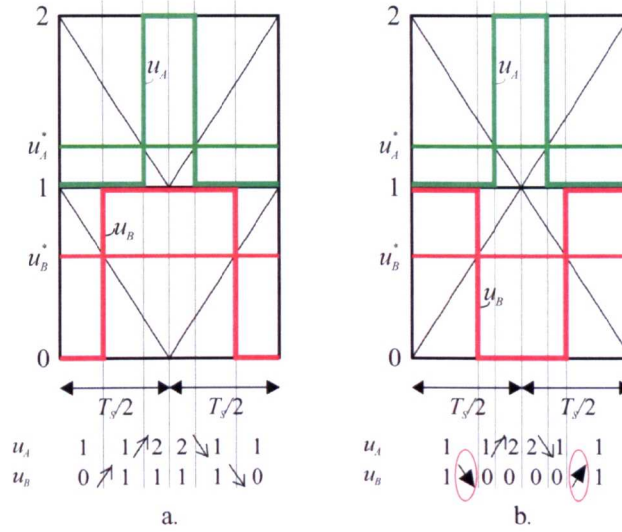 2 2
u_A u_A
u_A^* u_A^*
1 1
u_B
u_B^* u_B^*
u_B
0 0
T_S/2 T_S/2 T_S/2 T_S/2
u_A 1 1 2 2 1 1 u_A 1 1 2 2 1 1
u_B 0 1 1 1 1 0 u_B 1 0 0 0 0 1
a. b.